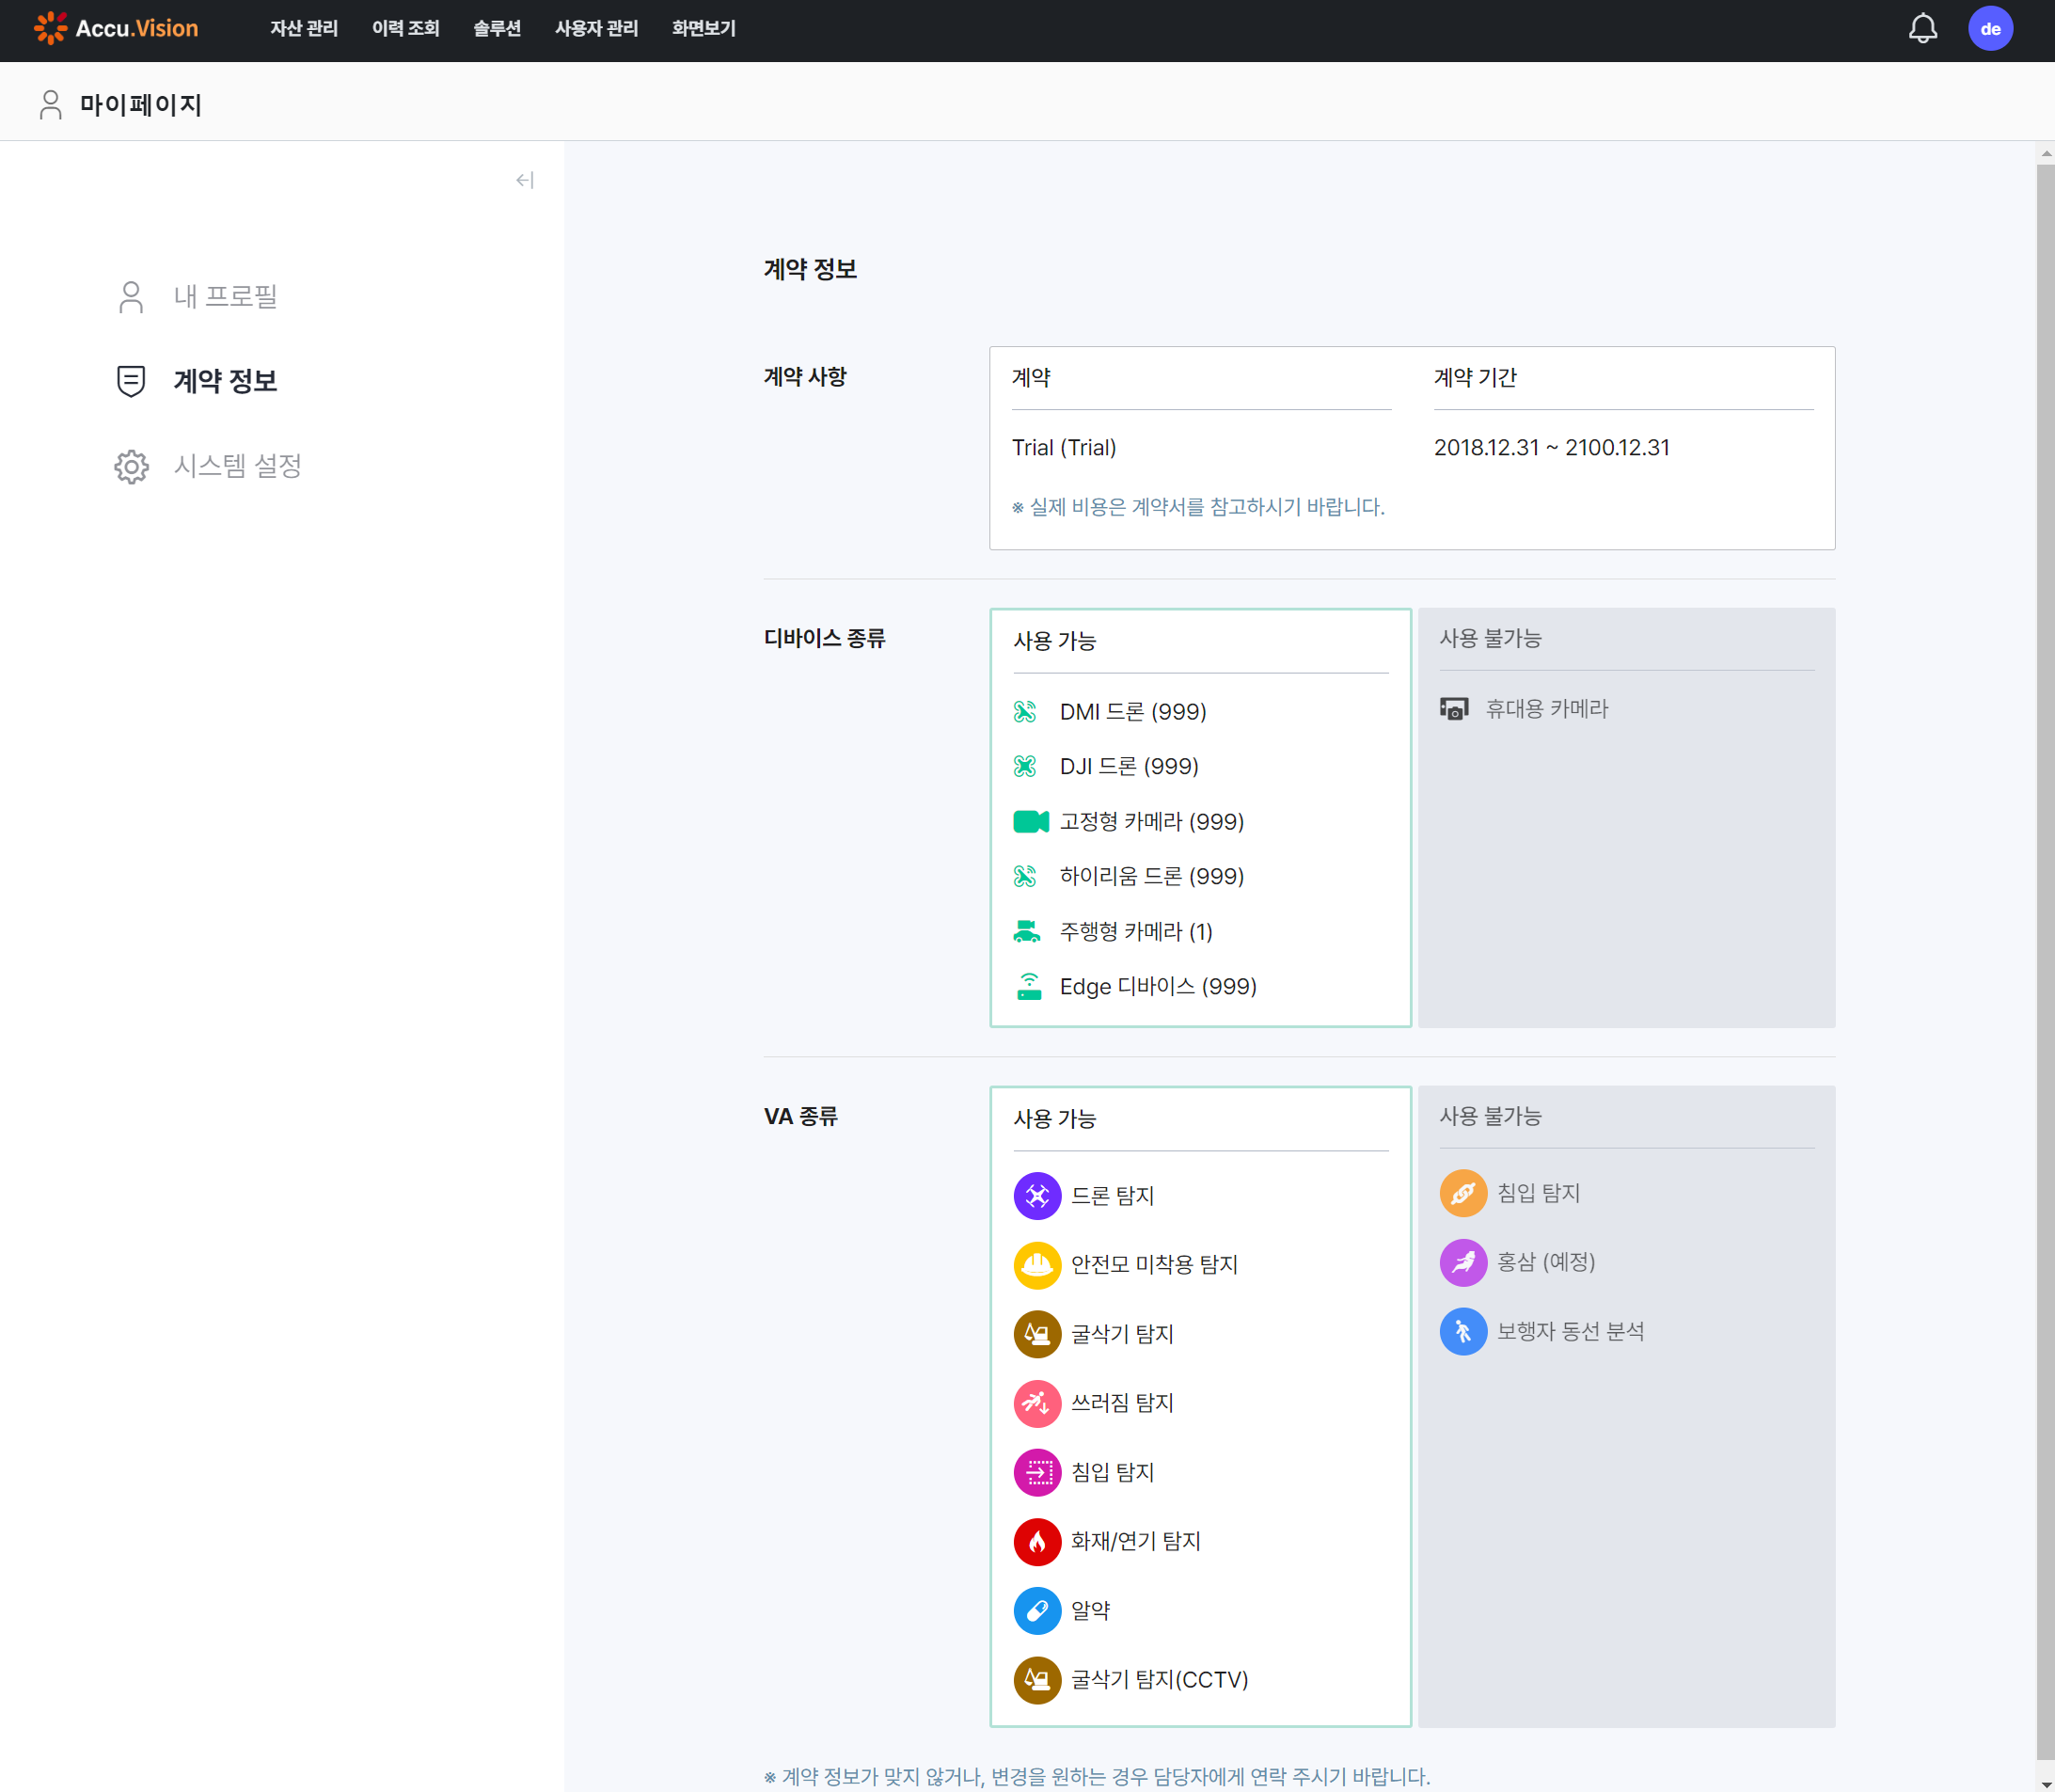 Accu.Vision 자산 관리 이력 조회 솔루션 사용자 관리 화면보기 de
마이페이지
내 프로필
계약 정보
시스템 설정
계약 정보
계약 사항
계약 계약 기간
Trial (Trial) 2018.12.31 ~ 2100.12.31
※ 실제 비용은 계약서를 참고하시기 바랍니다.
디바이스 종류
사용 가능
DMI 드론 (999)
DJI 드론 (999)
고정형 카메라 (999)
하이리움 드론 (999)
주행형 카메라 (1)
Edge 디바이스 (999)
사용 불가능
휴대용 카메라
VA 종류
사용 가능
드론 탐지
안전모 미착용 탐지
굴삭기 탐지
쓰러짐 탐지
침입 탐지
화재/연기 탐지
알약
굴삭기 탐지(CCTV)
사용 불가능
침입 탐지
홍삼 (예정)
보행자 동선 분석
※ 계약 정보가 맞지 않거나, 변경을 원하는 경우 담당자에게 연락 주시기 바랍니다.